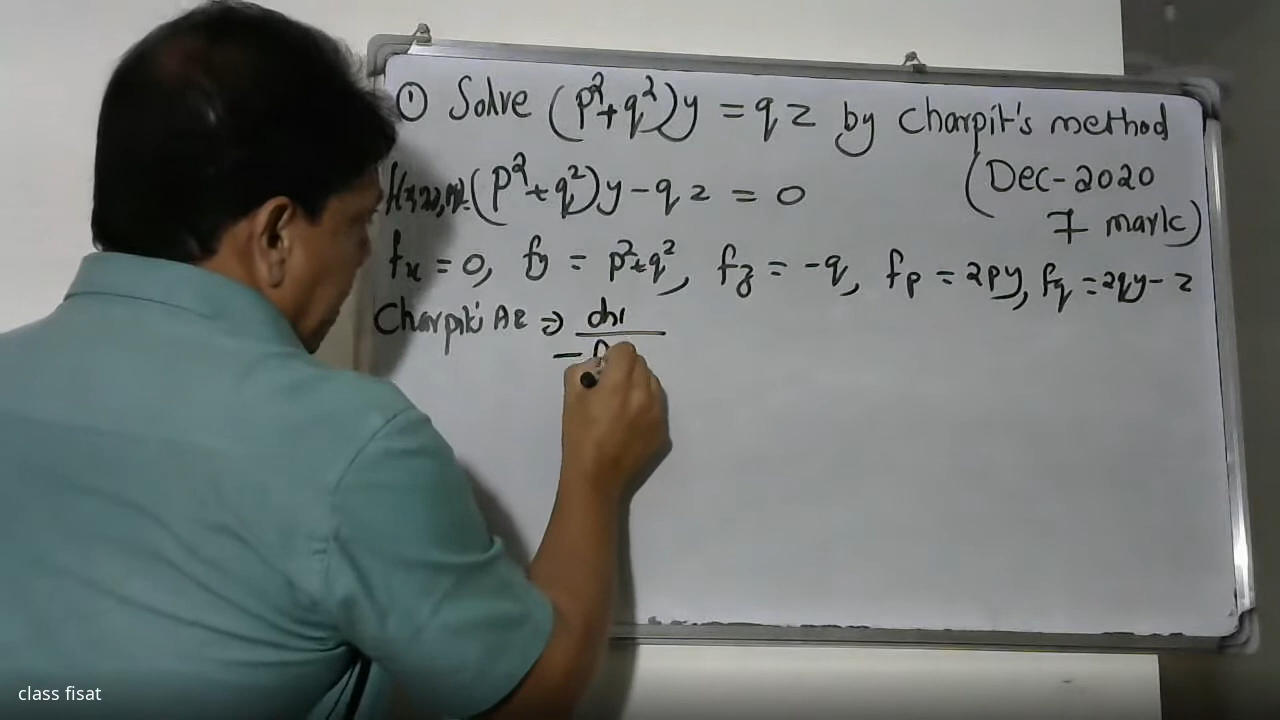 ① Solve (p²+q²)y = qz by Charpit's method
(Dec-2020
7 mark)
f(x,y,z,p,q)=(p²+q²)y-qz = 0
fx = 0, fy = p²+q², fz = -q, fp = 2py, fq = 2qy-z
Charpit's AE ⇒ dx
-
class fisat